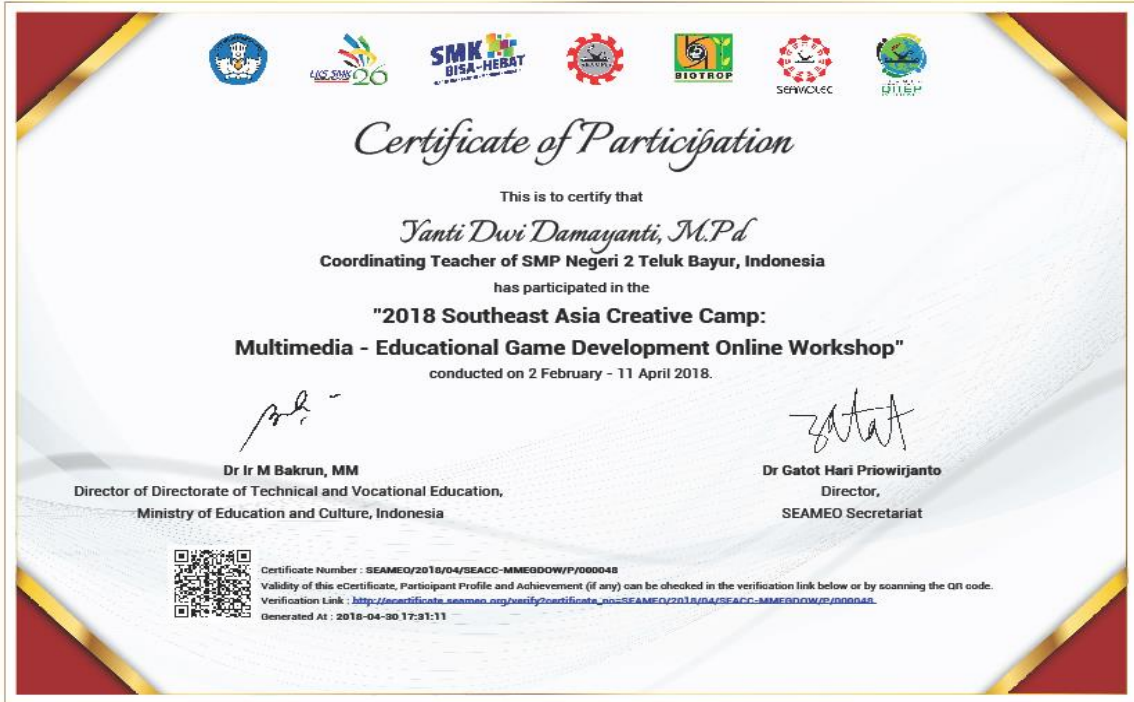 LKS SMK 26
SMK
BISA-HEBAT
SEAMEO
BIOTROP
SEAMOLEC
QITEP
Certificate of Participation
This is to certify that
Yanti Dwi Damayanti, M.Pd
Coordinating Teacher of SMP Negeri 2 Teluk Bayur, Indonesia
has participated in the
"2018 Southeast Asia Creative Camp:
Multimedia - Educational Game Development Online Workshop"
conducted on 2 February - 11 April 2018.
Dr Ir M Bakrun, MM
Director of Directorate of Technical and Vocational Education,
Ministry of Education and Culture, Indonesia
Dr Gatot Hari Priowirjanto
Director,
SEAMEO Secretariat
Certificate Number : SEAMEO/2018/04/SEACC-MMEGDOW/P/000048
Validity of this eCertificate, Participant Profile and Achievement (if any) can be checked in the verification link below or by scanning the QR code.
Verification Link : http://ecertificate.seameo.org/verify?certificate_no=SEAMEO/2018/04/SEACC-MMEGDOW/P/000048
Generated At : 2018-04-30 17:31:11